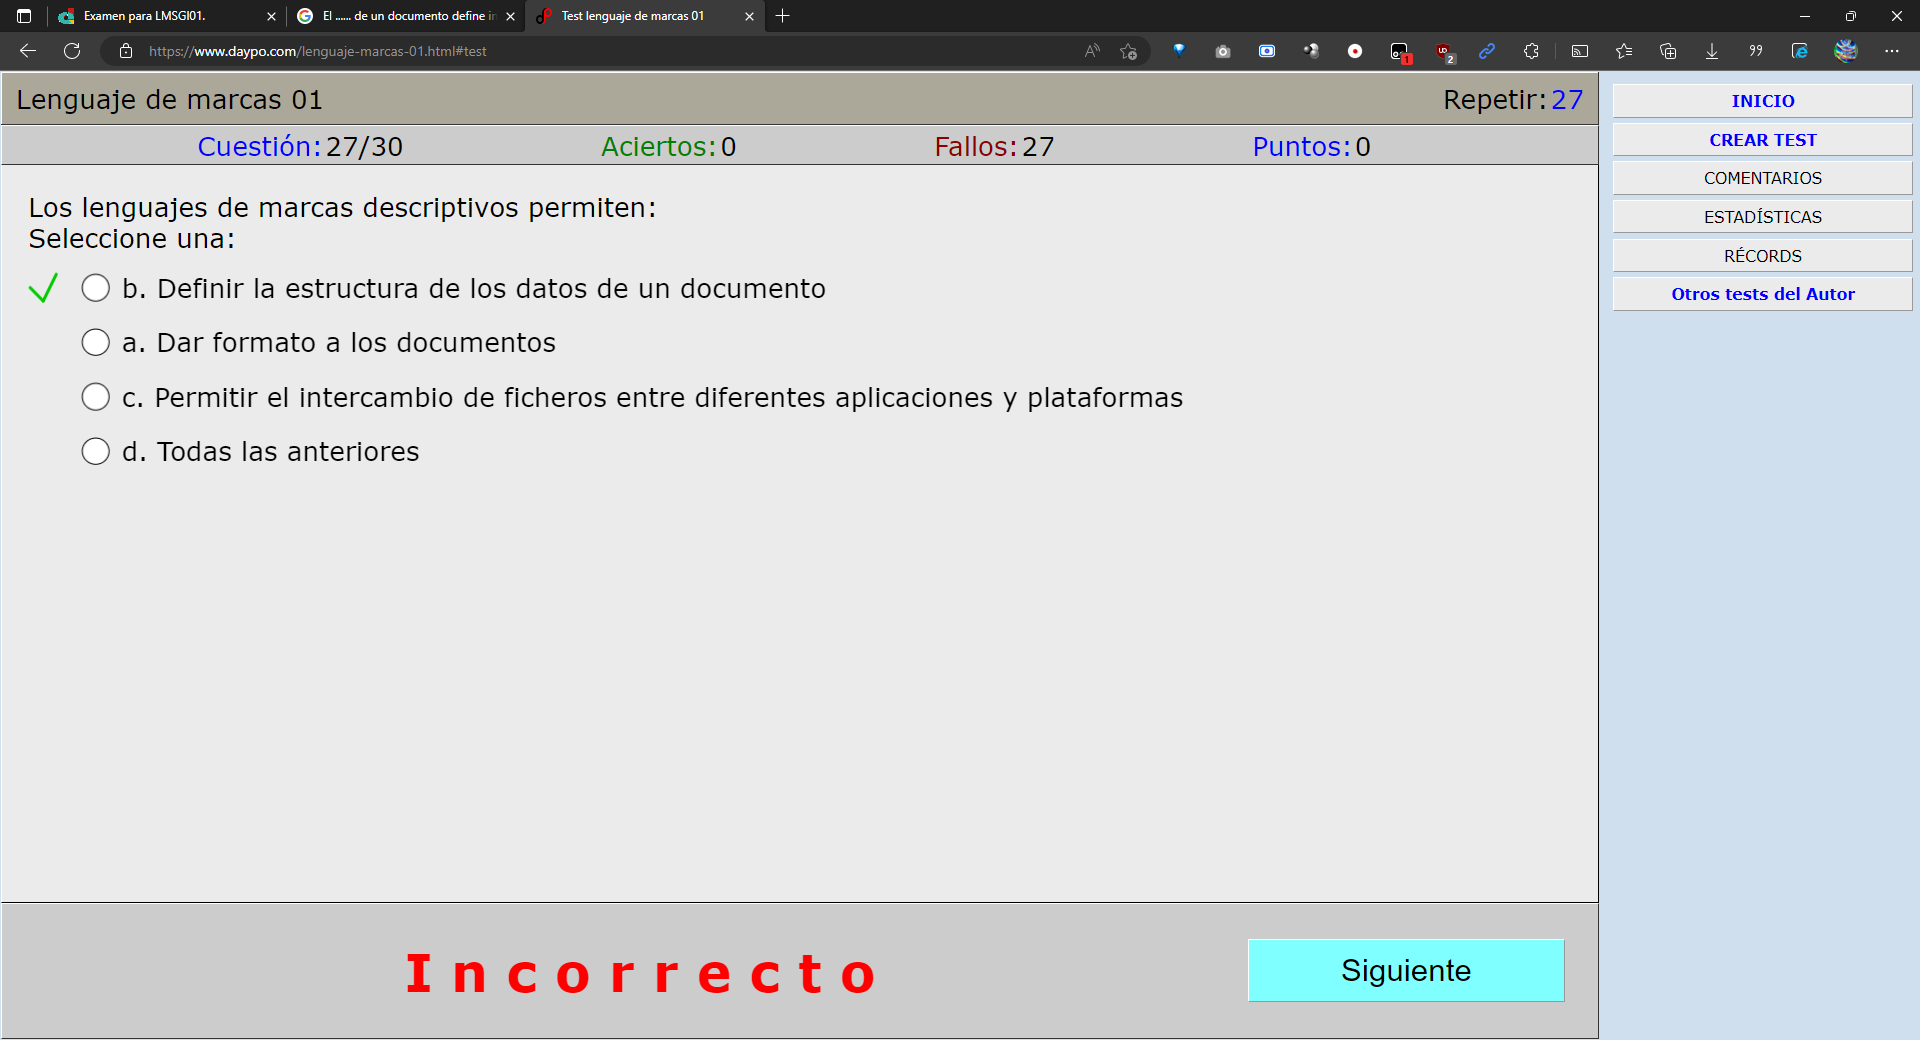 Examen para LMSGI01.
El ...... de un documento define in
Test lenguaje de marcas 01
https://www.daypo.com/lenguaje-marcas-01.html#test
1
2
Lenguaje de marcas 01
Repetir: 27
Cuestión: 27/30
Aciertos: 0
Fallos: 27
Puntos: 0
Los lenguajes de marcas descriptivos permiten:
Seleccione una:
b. Definir la estructura de los datos de un documento
a. Dar formato a los documentos
c. Permitir el intercambio de ficheros entre diferentes aplicaciones y plataformas
d. Todas las anteriores
Incorrecto
Siguiente
INICIO
CREAR TEST
COMENTARIOS
ESTADÍSTICAS
RÉCORDS
Otros tests del Autor